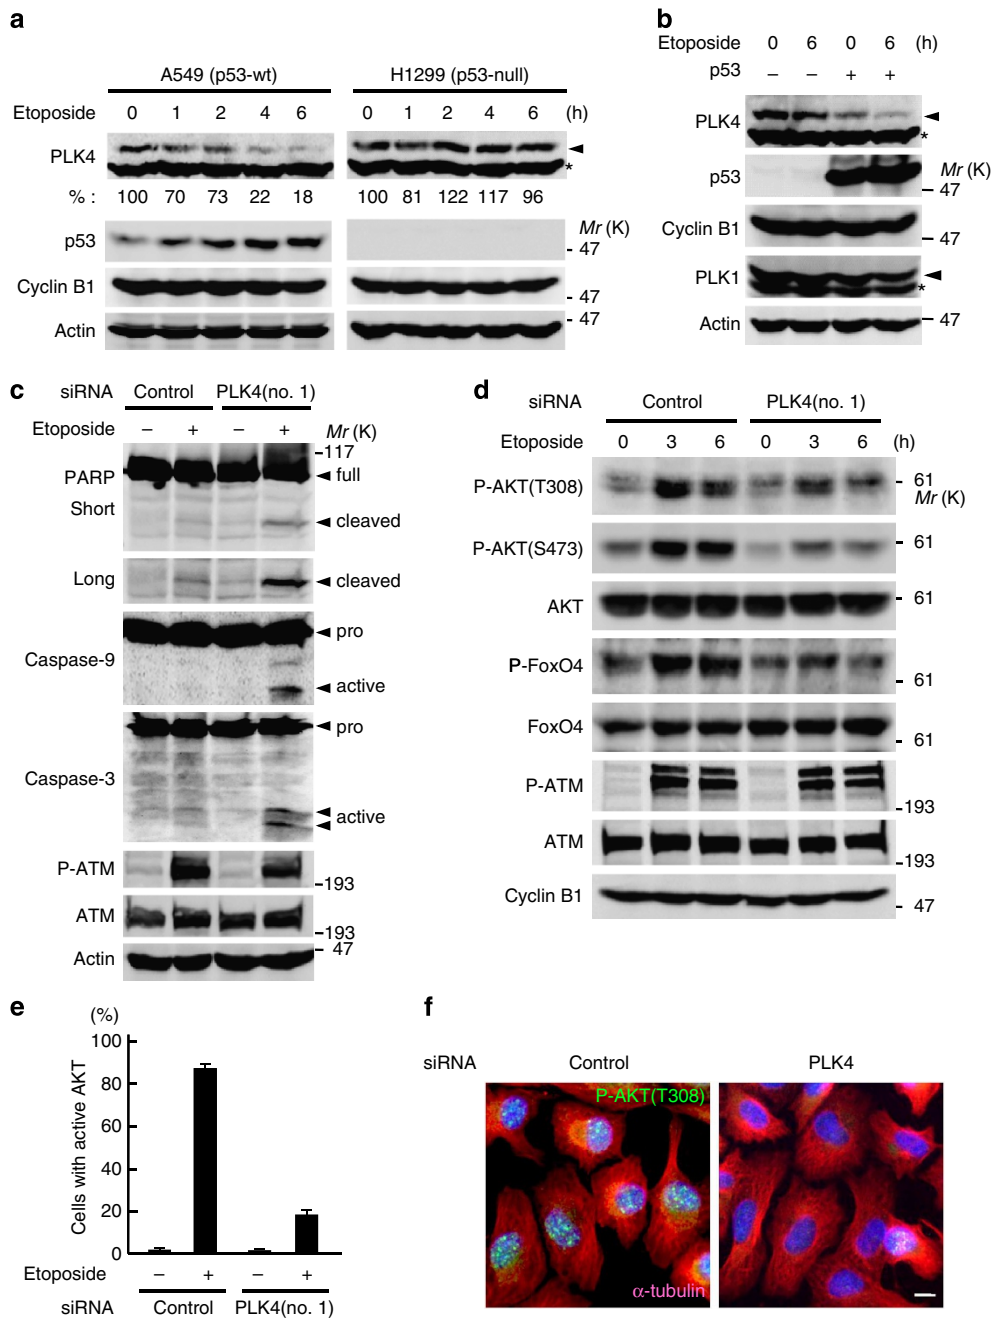 a
A549 (p53-wt) H1299 (p53-null)
Etoposide 0 1 2 4 6 0 1 2 4 6 (h)
PLK4 *
% : 100 70 73 22 18 100 81 122 117 96
p53 Mr (K)
- 47
Cyclin B1 - 47
Actin - 47
b
Etoposide 0 6 0 6 (h)
p53 – – + +
PLK4 *
p53 Mr (K)
- 47
Cyclin B1 - 47
PLK1 *
Actin - 47
c
siRNA Control PLK4(no. 1)
Etoposide – + – + Mr (K)
-117
PARP full
Short cleaved
Long cleaved
pro
Caspase-9
active
pro
Caspase-3
active
P-ATM
-193
ATM
-193
- 47
Actin
d
siRNA Control PLK4(no. 1)
Etoposide 0 3 6 0 3 6 (h)
P-AKT(T308) - 61
Mr (K)
P-AKT(S473) - 61
AKT - 61
P-FoxO4
- 61
FoxO4
- 61
P-ATM
-193
ATM
-193
Cyclin B1
- 47
e
(%)
Cells with active AKT
100
80
60
40
20
0
Etoposide – + – +
siRNA Control PLK4(no. 1)
f
siRNA Control PLK4
P-AKT(T308)
α-tubulin